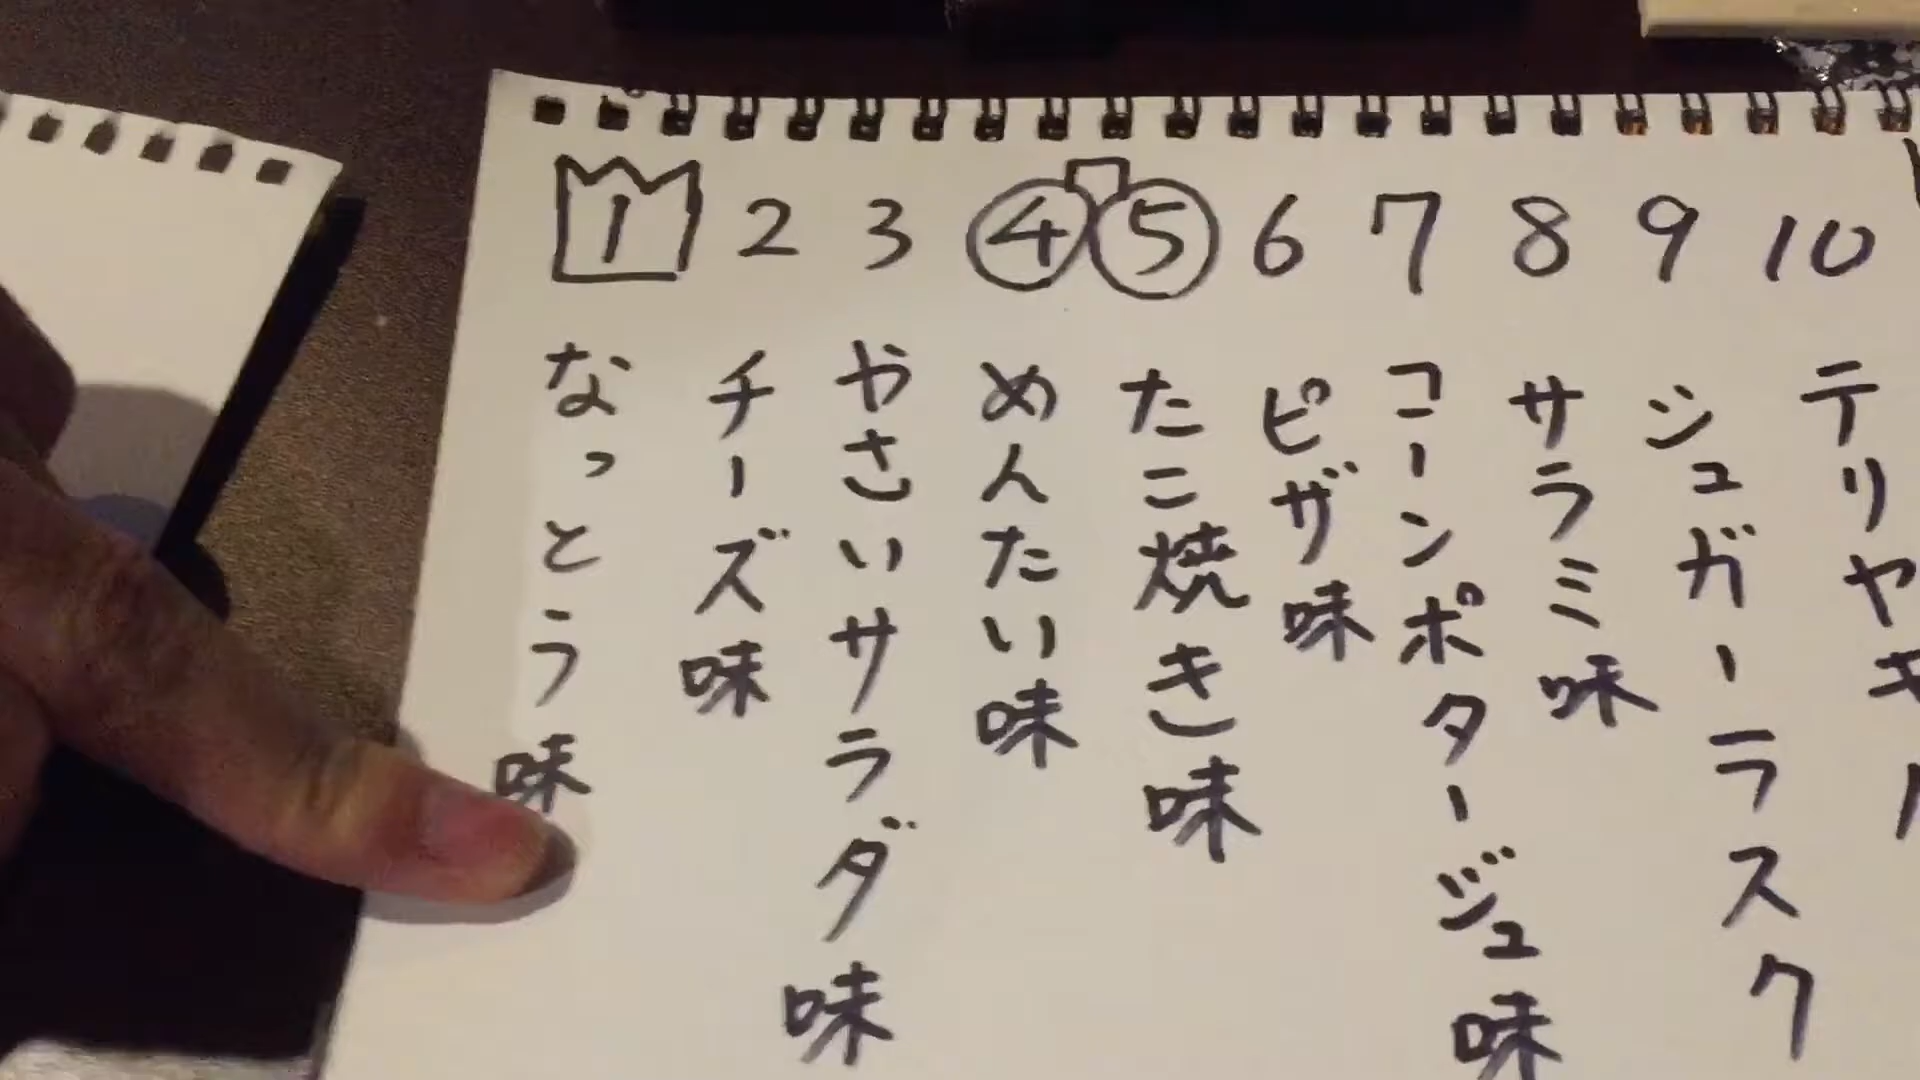 1 2 3 4 5 6 7 8 9 10
なっとう味
チーズ味
やさいサラダ味
めんたい味
たこ焼き味
ピザ味
コーンポタージュ味
サラミ味
シュガーラスク
テリヤキ